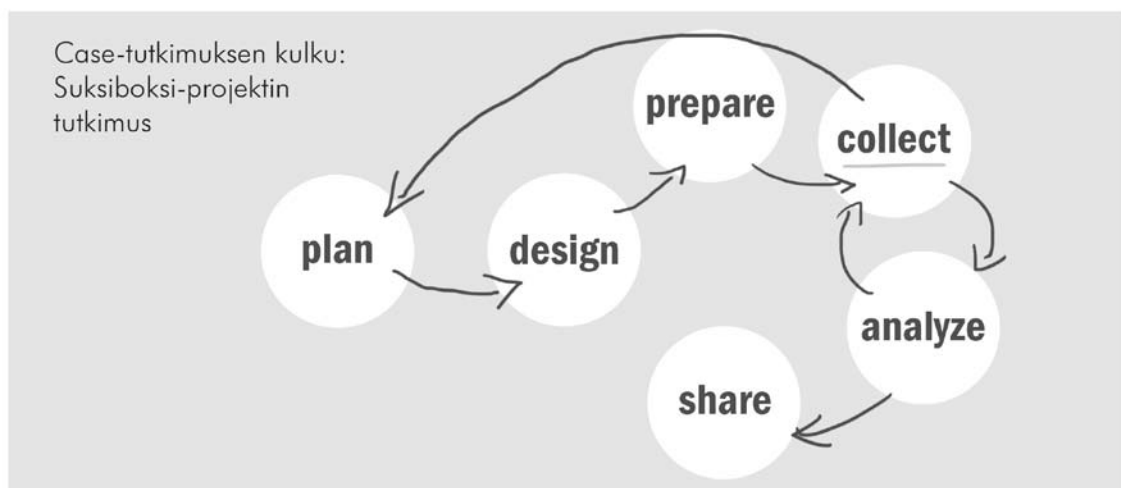 Case-tutkimuksen kulku:
Suksiboksi-projektin
tutkimus
prepare
collect
plan
design
analyze
share